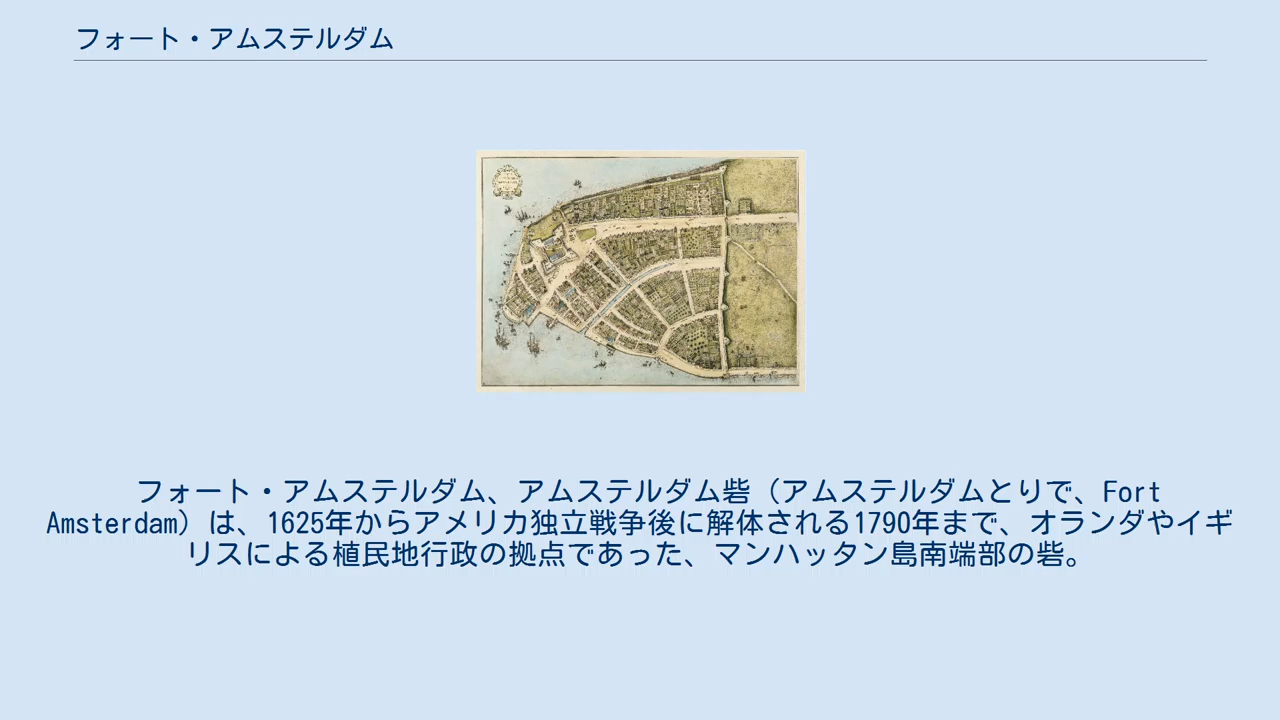 フォート・アムステルダム
フォート・アムステルダム、アムステルダム砦（アムステルダムとりで、Fort
Amsterdam）は、1625年からアメリカ独立戦争後に解体される1790年まで、オランダやイギ
リスによる植民地行政の拠点であった、マンハッタン島南端部の砦。